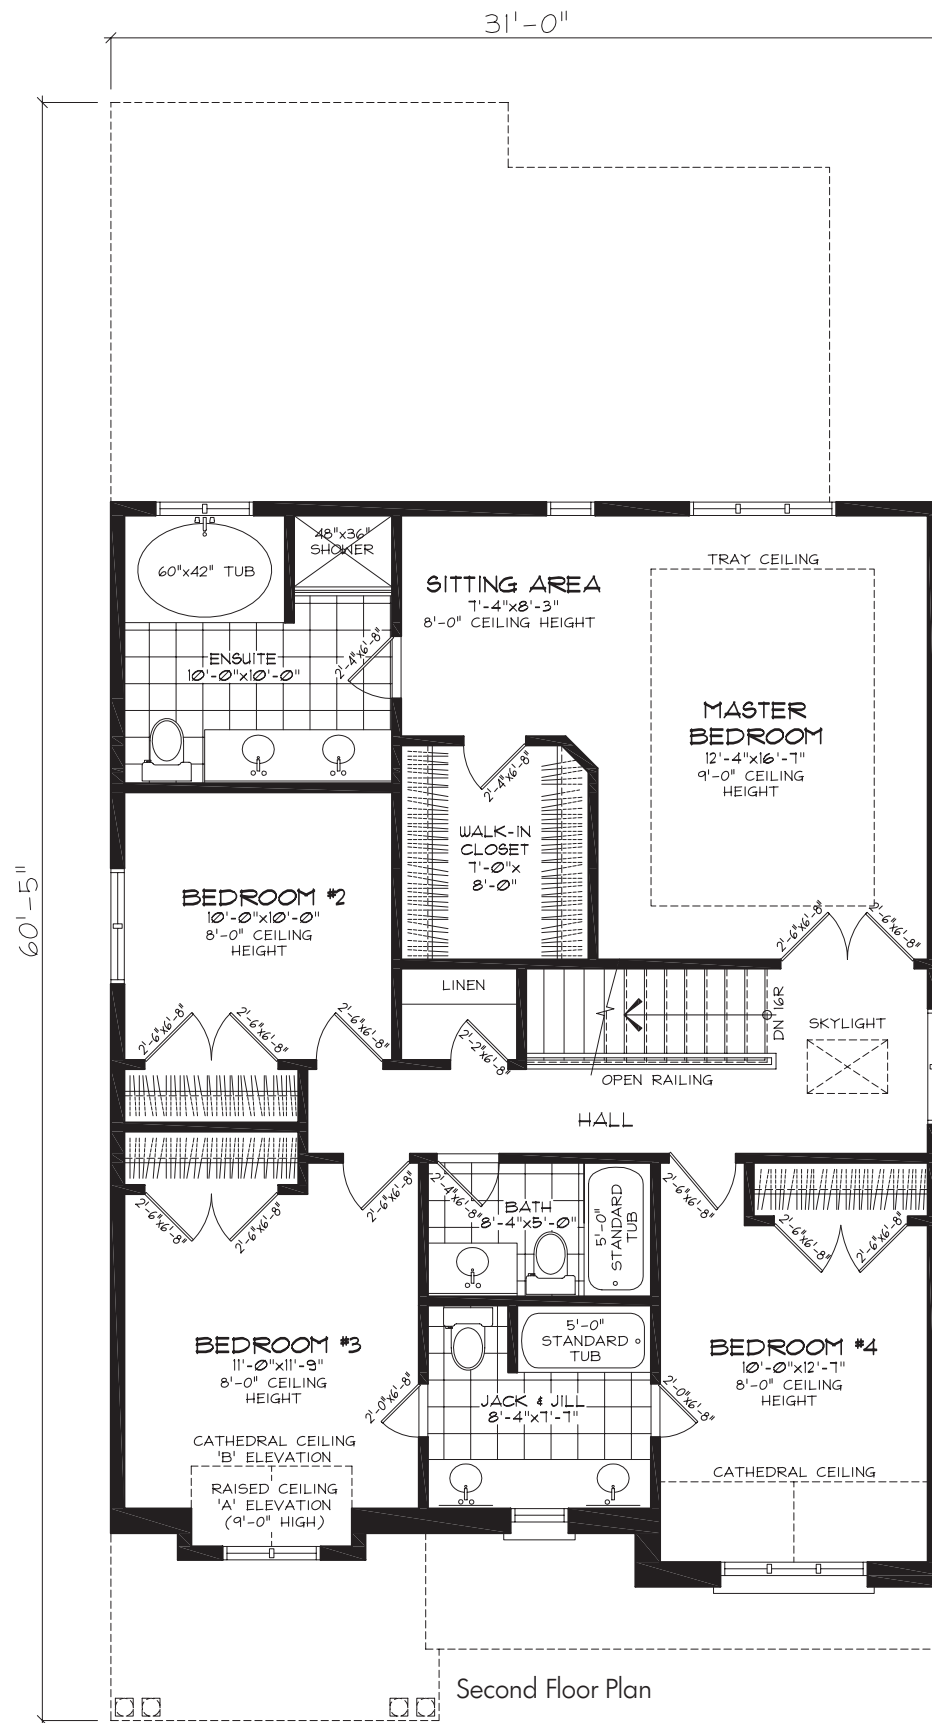 31'-0"
60'-5"
48"x36"
SHOWER
60"x42" TUB
ENSUITE
10'-0"x10'-0"
2'-4"x6'-8"
SITTING AREA
7'-4"x8'-3"
8'-0" CEILING HEIGHT
TRAY CEILING
MASTER
BEDROOM
12'-4"x16'-7"
9'-0" CEILING
HEIGHT
2'-4"x6'-8"
WALK-IN
CLOSET
7'-0"x
8'-0"
BEDROOM #2
10'-0"x10'-0"
8'-0" CEILING
HEIGHT
2'-6"x6'-8"
2'-6"x6'-8"
2'-6"x6'-8"
2'-6"x6'-8"
2'-6"x6'-8"
LINEN
2'-2"x6'-8"
DN 16R
SKYLIGHT
OPEN RAILING
HALL
2'-6"x6'-8"
2'-6"x6'-8"
2'-6"x6'-8"
2'-4"x6'-8"
BATH
8'-4"x5'-0"
5'-0"
STANDARD
TUB
2'-6"x6'-8"
2'-6"x6'-8"
2'-6"x6'-8"
BEDROOM #3
11'-0"x11'-9"
8'-0" CEILING
HEIGHT
2'-0"x6'-8"
5'-0"
STANDARD
TUB
JACK & JILL
8'-4"x7'-7"
2'-0"x6'-8"
BEDROOM #4
10'-0"x12'-7"
8'-0" CEILING
HEIGHT
CATHEDRAL CEILING
'B' ELEVATION
RAISED CEILING
'A' ELEVATION
(9'-0" HIGH)
CATHEDRAL CEILING
Second Floor Plan